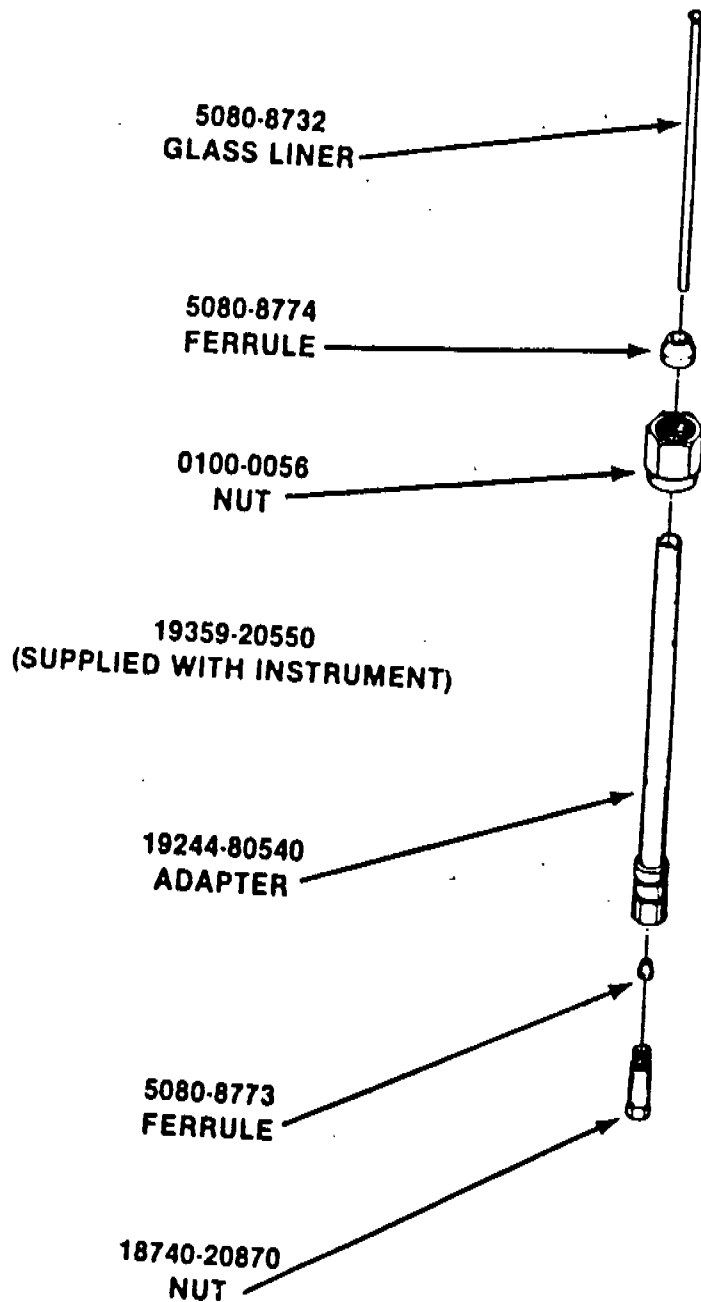 5080-8732
GLASS LINER
5080-8774
FERRULE
0100-0056
NUT
19359-20550
(SUPPLIED WITH INSTRUMENT)
19244-80540
ADAPTER
5080-8773
FERRULE
18740-20870
NUT